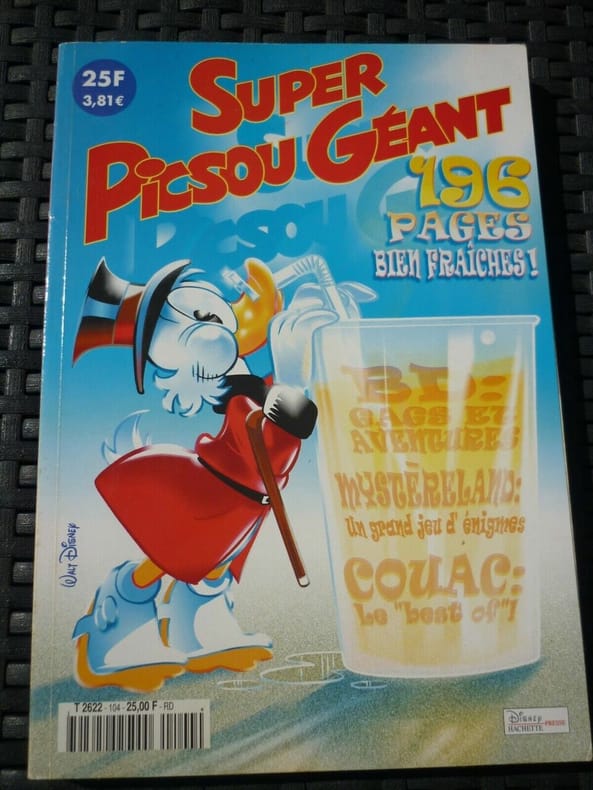 25F
3,81€
SUPER
PICSOU GÉANT
196
PAGES
BIEN FRAÎCHES !
BD:
GAGS ET
AVENTURES
MYSTÈRELAND:
Un grand jeu d'énigmes
COUAC:
Le "best of" !
WALT DISNEY
T 2622 - 104 - 25,00 F - RD
DISNEY
HACHETTE PRESSE